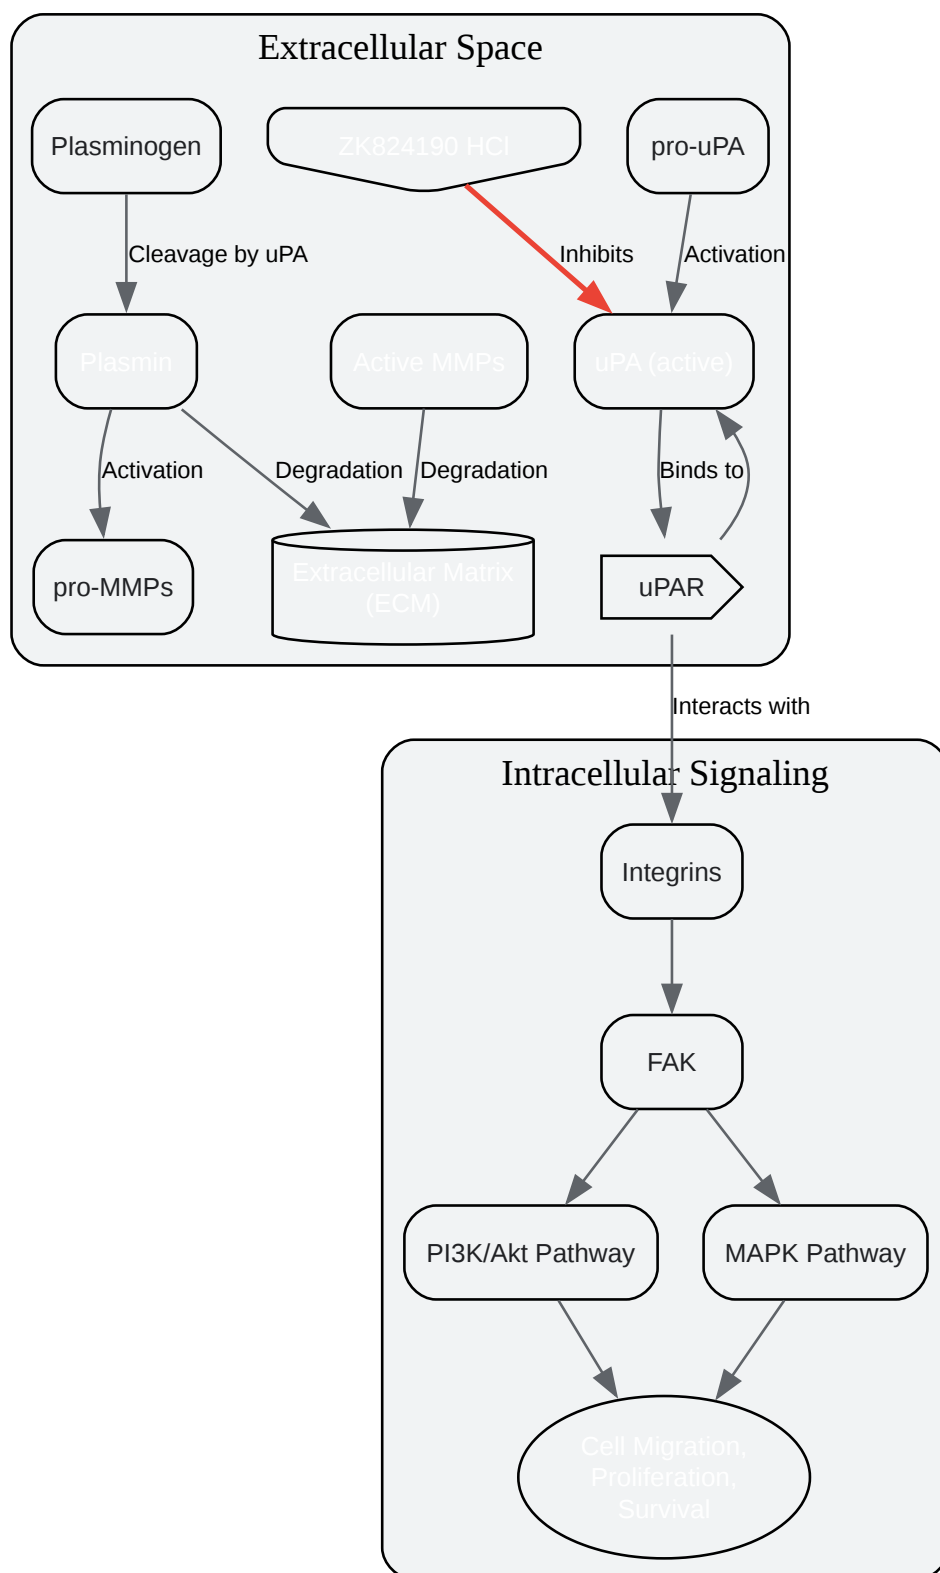 Extracellular Space
Plasminogen
ZK824190 HCl
pro-uPA
Cleavage by uPA
Inhibits
Activation
Plasmin
Active MMPs
uPA (active)
Activation
Degradation
Degradation
Binds to
pro-MMPs
Extracellular Matrix
(ECM)
uPAR
Interacts with
Intracellular Signaling
Integrins
FAK
PI3K/Akt Pathway
MAPK Pathway
Cell Migration,
Proliferation,
Survival